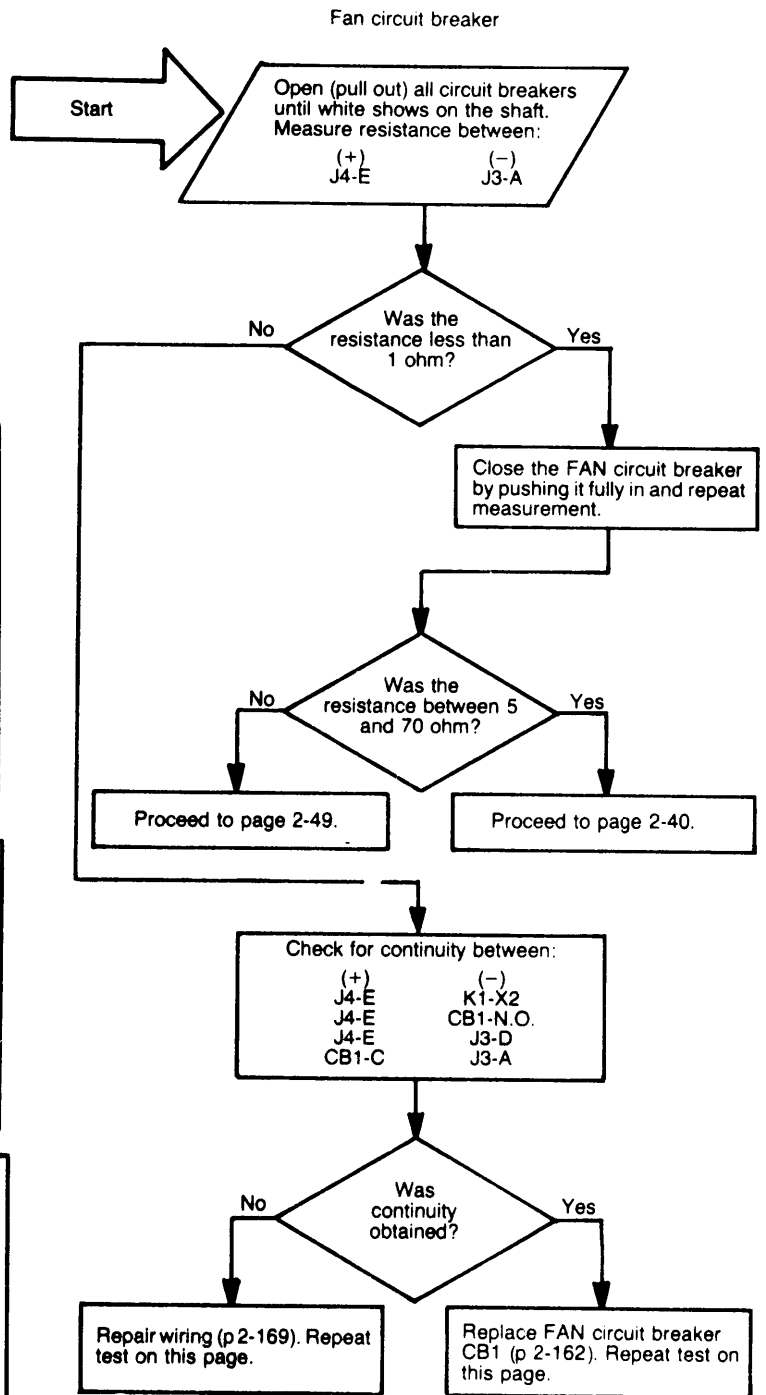 Fan circuit breaker
Start
Open (pull out) all circuit breakers
until white shows on the shaft.
Measure resistance between:
(+) (−)
J4-E J3-A
Was the
resistance less than
1 ohm?
No
Yes
Close the FAN circuit breaker
by pushing it fully in and repeat
measurement.
Was the
resistance between 5
and 70 ohm?
No
Yes
Proceed to page 2-49.
Proceed to page 2-40.
Check for continuity between:
(+) (−)
J4-E K1-X2
J4-E CB1-N.O.
J4-E J3-D
CB1-C J3-A
Was
continuity
obtained?
No
Yes
Repair wiring (p 2-169). Repeat
test on this page.
Replace FAN circuit breaker
CB1 (p 2-162). Repeat test on
this page.